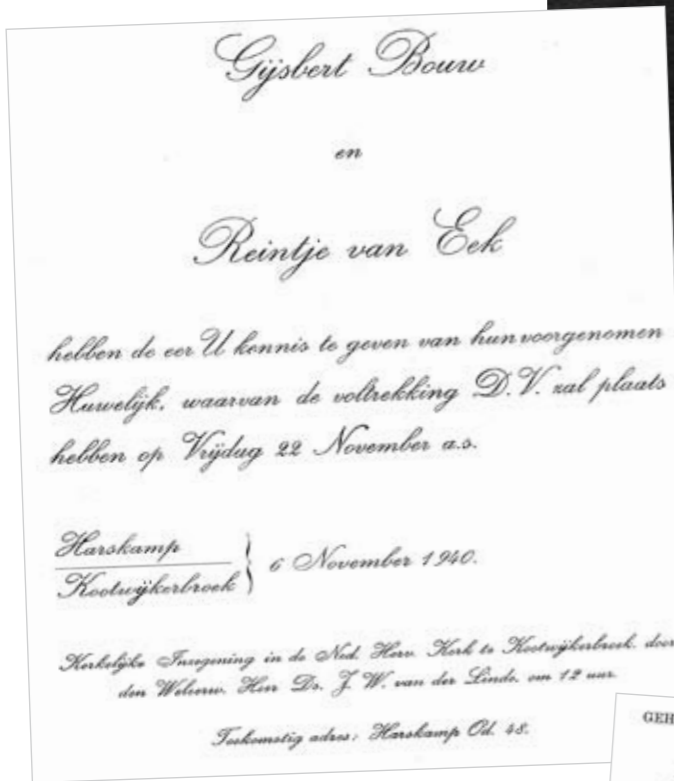 Gijsbert Bouw
en
Reintje van Eek
hebben de eer U kennis te geven van hun voorgenomen
Huwelijk, waarvan de voltrekking D.V. zal plaats
hebben op Vrijdag 22 November a.s.
Harskamp
Kootwijkerbroek } 6 November 1940.
Kerkelijke Inzegening in de Ned. Herv. Kerk te Kootwijkerbroek, door
den Weleerw. Heer Ds. J. W. van der Linde, om 12 uur.
Toekomstig adres: Harskamp Od. 48.
GEH